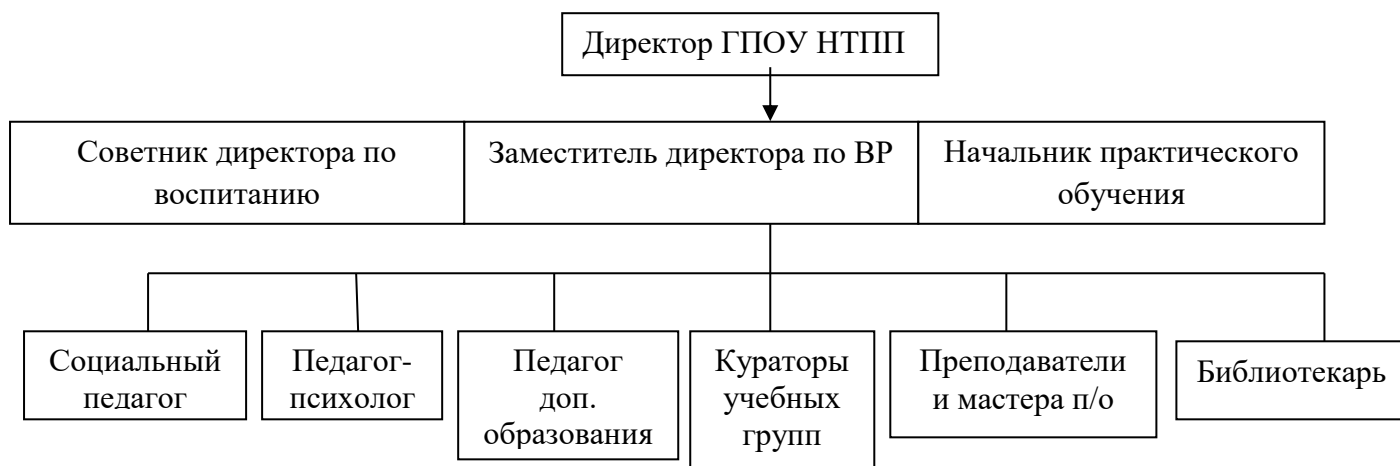 Директор ГПОУ НТПП
Советник директора по
воспитанию
Заместитель директора по ВР
Начальник практического
обучения
Социальный
педагог
Педагог-
психолог
Педагог
доп.
образования
Кураторы
учебных
групп
Преподаватели
и мастера п/о
Библиотекарь